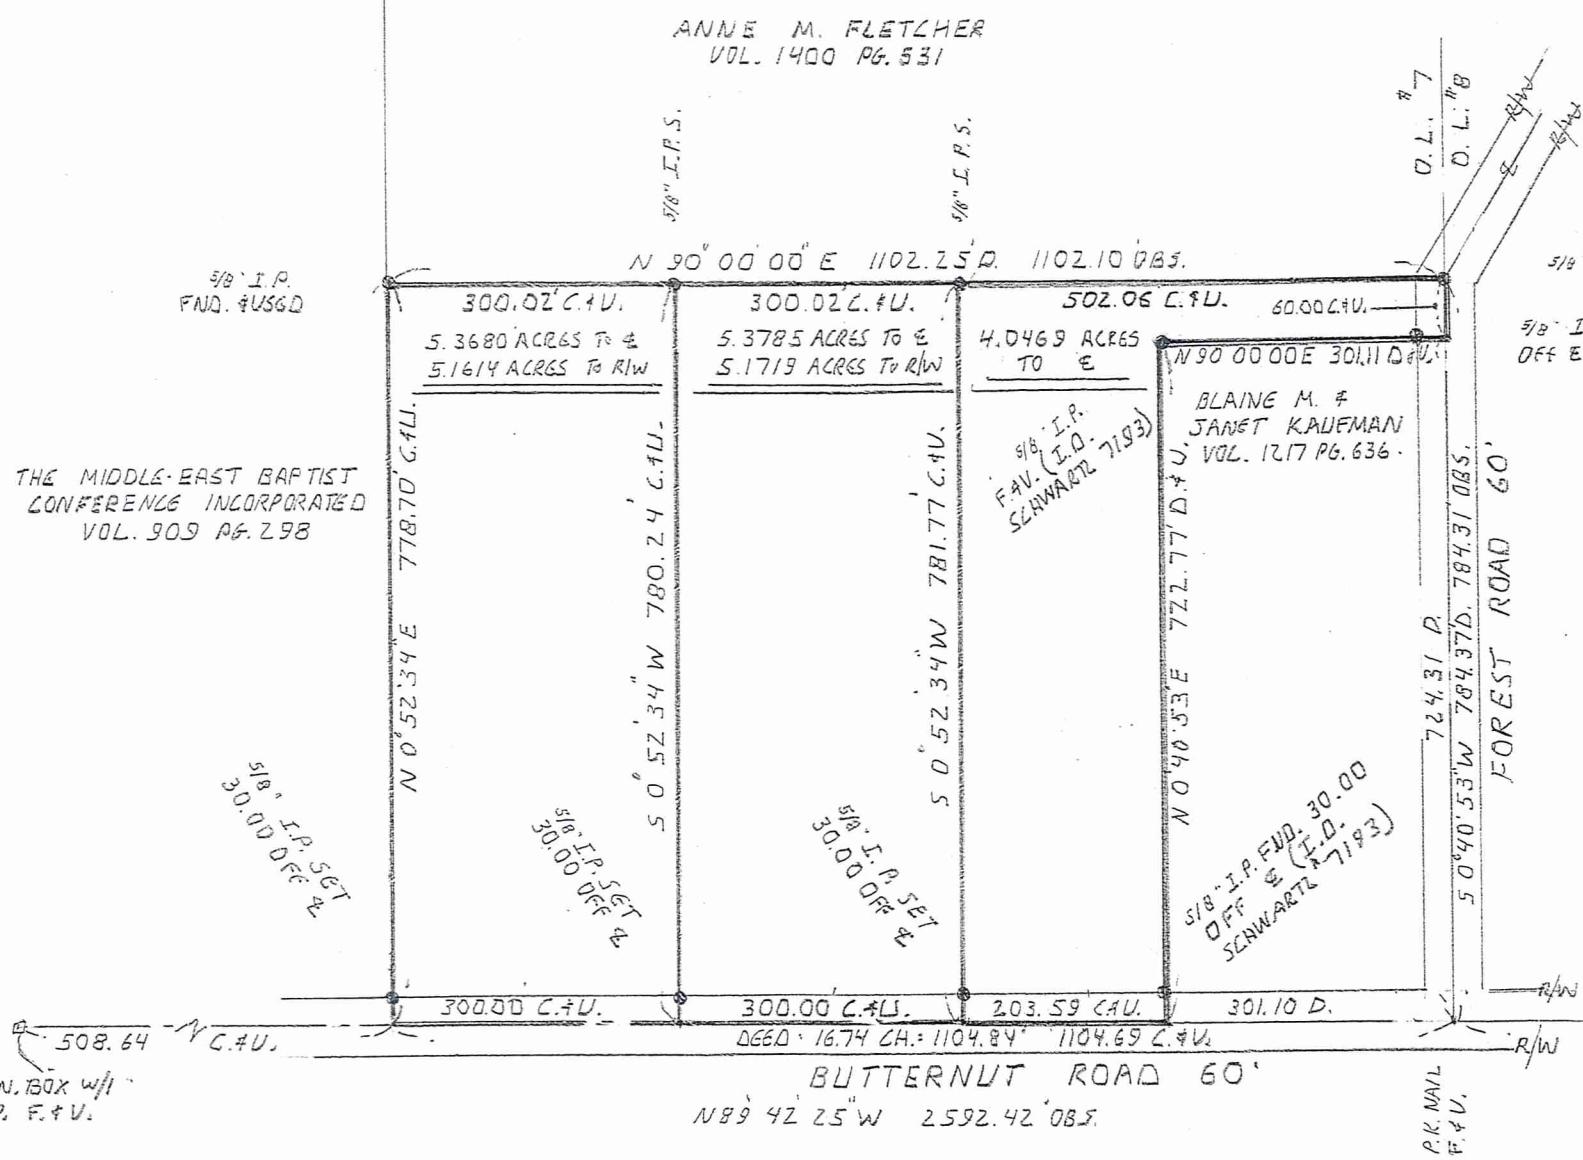 ANNE M. FLETCHER
VOL. 1400 PG. 531
5/8" I.P.S.
5/8" I.P.S.
O.L. #7
O.L. #8
R/W
℄
R/W
N 90° 00' 00" E 1102.25' D. 1102.10' OBS.
5/8" I.P.
FND. & USED
300.02' C.&U.
300.02' C.&U.
502.06 C.&U.
60.00 C.&U.
5/8
5.3680 ACRES TO ℄
5.1614 ACRES TO R/W
5.3785 ACRES TO ℄
5.1719 ACRES TO R/W
4.0469 ACRES
TO ℄
N 90 00 00 E 301.11 D.&U.
5/8" I
OFF ℄
BLAINE M. &
JANET KAUFMAN
VOL. 1217 PG. 636.
5/8" I.P.
F.&U. (I.D.
SCHWARTZ 7193)
THE MIDDLE-EAST BAPTIST
CONFERENCE INCORPORATED
VOL. 909 PG. 298
N 0° 52' 34" E 778.70' C.&U.
S 0° 52' 34" W 780.24' C.&U.
S 0° 52' 34" W 781.77' C.&U.
N 0° 40' 53" E 722.77' D.&U.
724.31 D.
S 0° 40' 53" W 784.37' D. 784.31' OBS.
FOREST ROAD 60'
5/8" I.P. SET
30.00 OFF ℄
5/8" I.P. SET
30.00 OFF ℄
5/8" I.P. SET
30.00 OFF ℄
5/8" I.P. FND. 30.00
OFF ℄ (I.D.
SCHWARTZ #7193)
300.00 C.&U.
300.00 C.&U.
203.59 C.&U.
301.10 D.
R/W
508.64 C.&U.
DEED: 16.74 CH.= 1104.84' 1104.69 C.&U.
R/W
N. BOX W/1"
P. F.&U.
BUTTERNUT ROAD 60'
N 89° 42' 25" W 2592.42' OBS.
P.K. NAIL
F.&U.